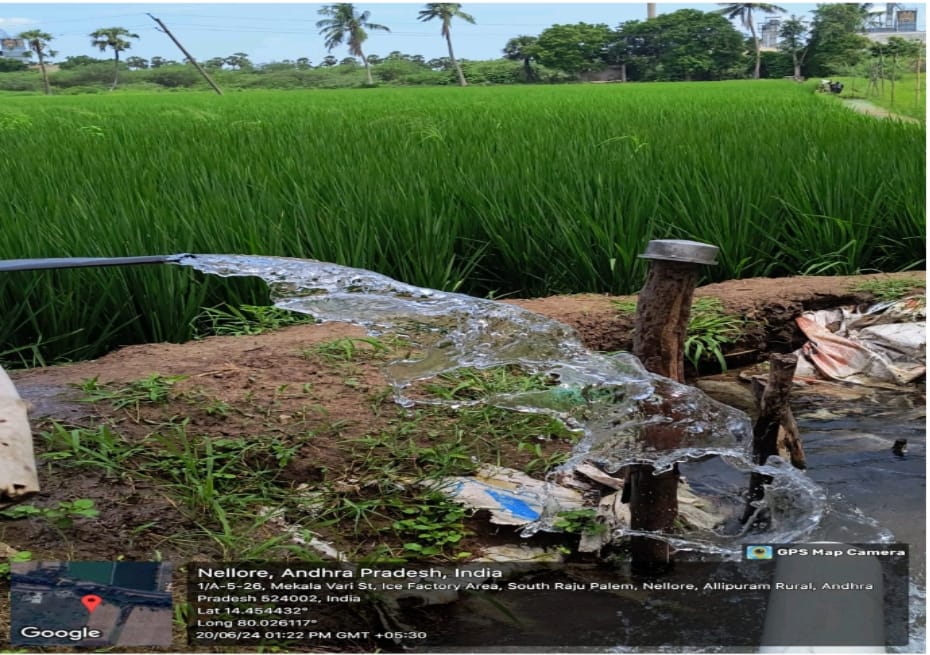 GPS Map Camera
Nellore, Andhra Pradesh, India
1/A-5-26, Mekala Vari St, Ice Factory Area, South Raju Palem, Nellore, Allipuram Rural, Andhra
Pradesh 524002, India
Lat 14.454432°
Long 80.026117°
20/06/24 01:22 PM GMT +05:30
Google